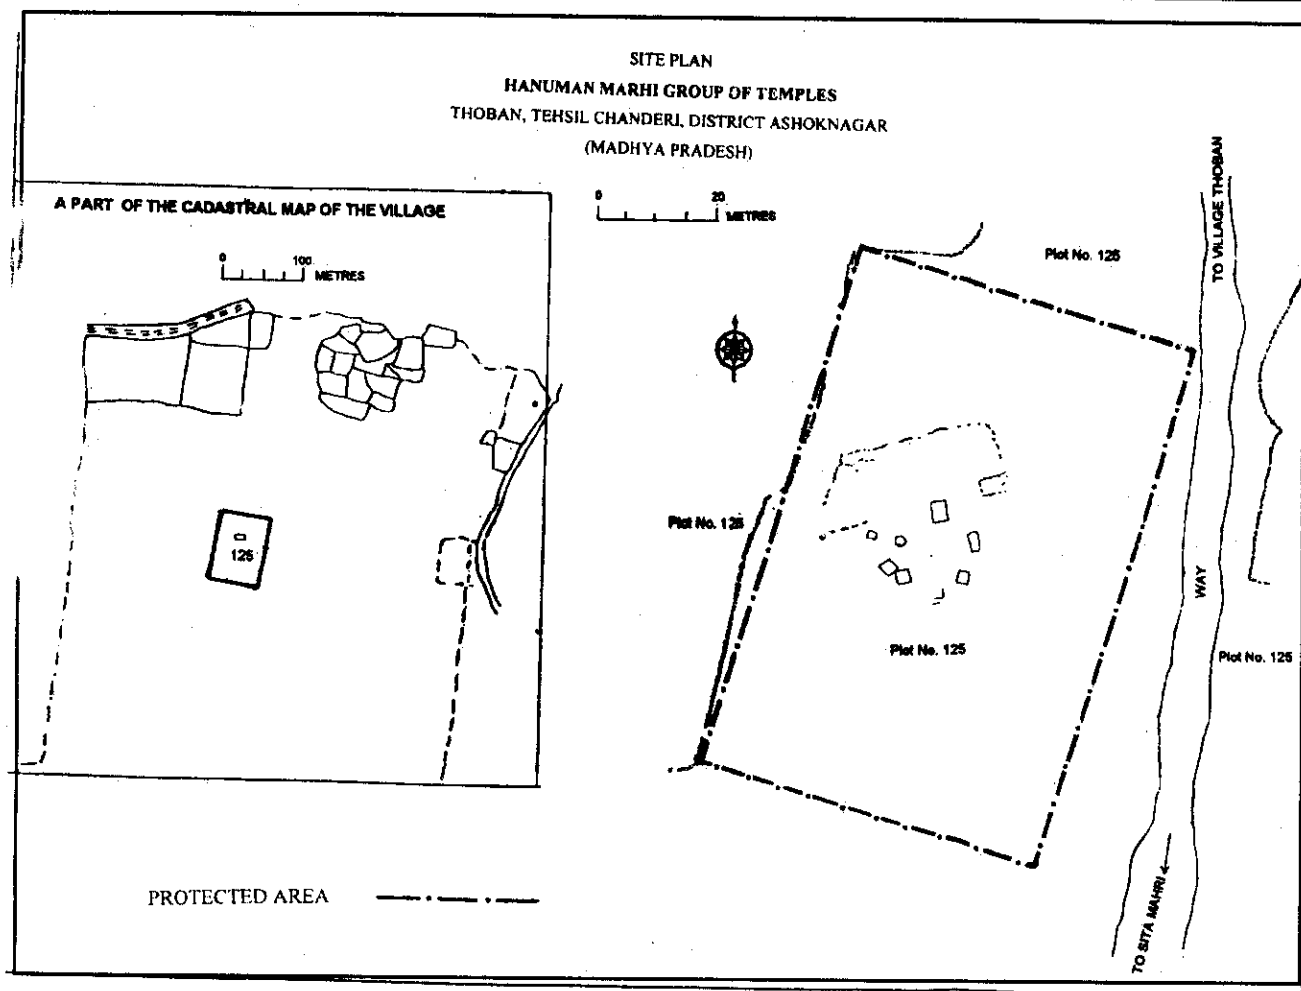 SITE PLAN
HANUMAN MARHI GROUP OF TEMPLES
THOBAN, TEHSIL CHANDERI, DISTRICT ASHOKNAGAR
(MADHYA PRADESH)
A PART OF THE CADASTRAL MAP OF THE VILLAGE
0 100
METRES
125
0 20
METRES
Plot No. 125
TO VILLAGE THOBAN
Plot No. 125
WAY
Plot No. 125
Plot No. 125
TO SITA MAHRI
PROTECTED AREA